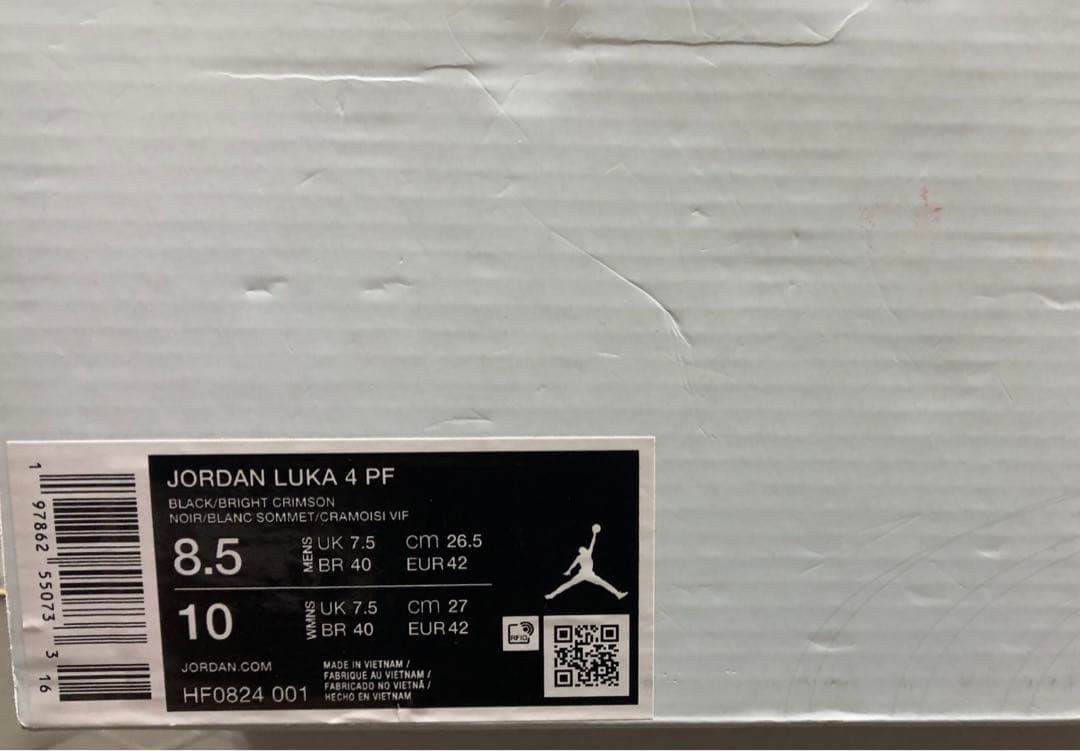 JORDAN LUKA 4 PF
BLACK/BRIGHT CRIMSON
NOIR/BLANC SOMMET/CRAMOISI VIF
8.5 MENS UK 7.5 cm 26.5
BR 40 EUR 42
10 WMNS UK 7.5 cm 27
BR 40 EUR 42
RFID
JORDAN.COM
HF0824 001
MADE IN VIETNAM /
FABRIQUE AU VIETNAM /
FABRICADO NO VIETNÃ /
HECHO EN VIETNAM
1 97862 55073 3 16